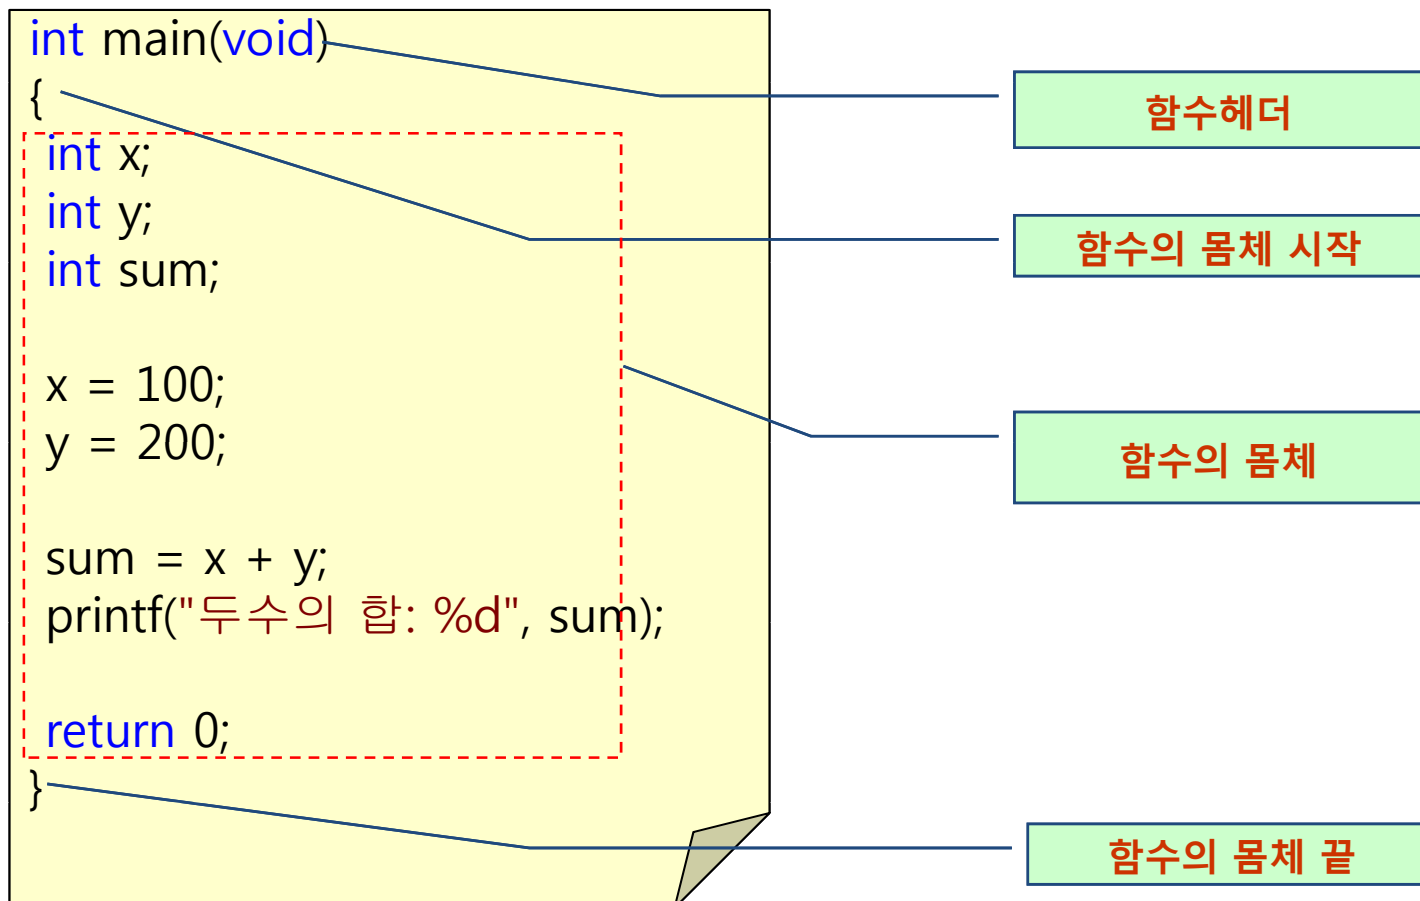 int main(void)
{
int x;
int y;
int sum;
x = 100;
y = 200;
sum = x + y;
printf("두수의 합: %d", sum);
return 0;
}
함수헤더
함수의 몸체 시작
함수의 몸체
함수의 몸체 끝